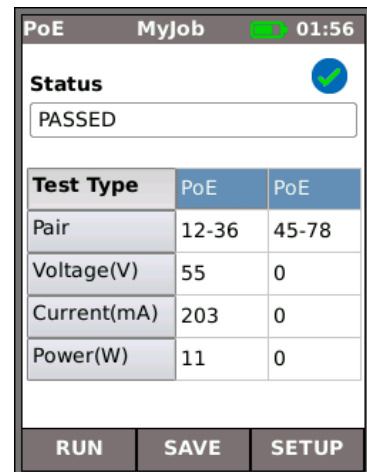 PoE MyJob 01:56
Status
PASSED
Test Type PoE PoE
Pair 12-36 45-78
Voltage(V) 55 0
Current(mA) 203 0
Power(W) 11 0
RUN SAVE SETUP